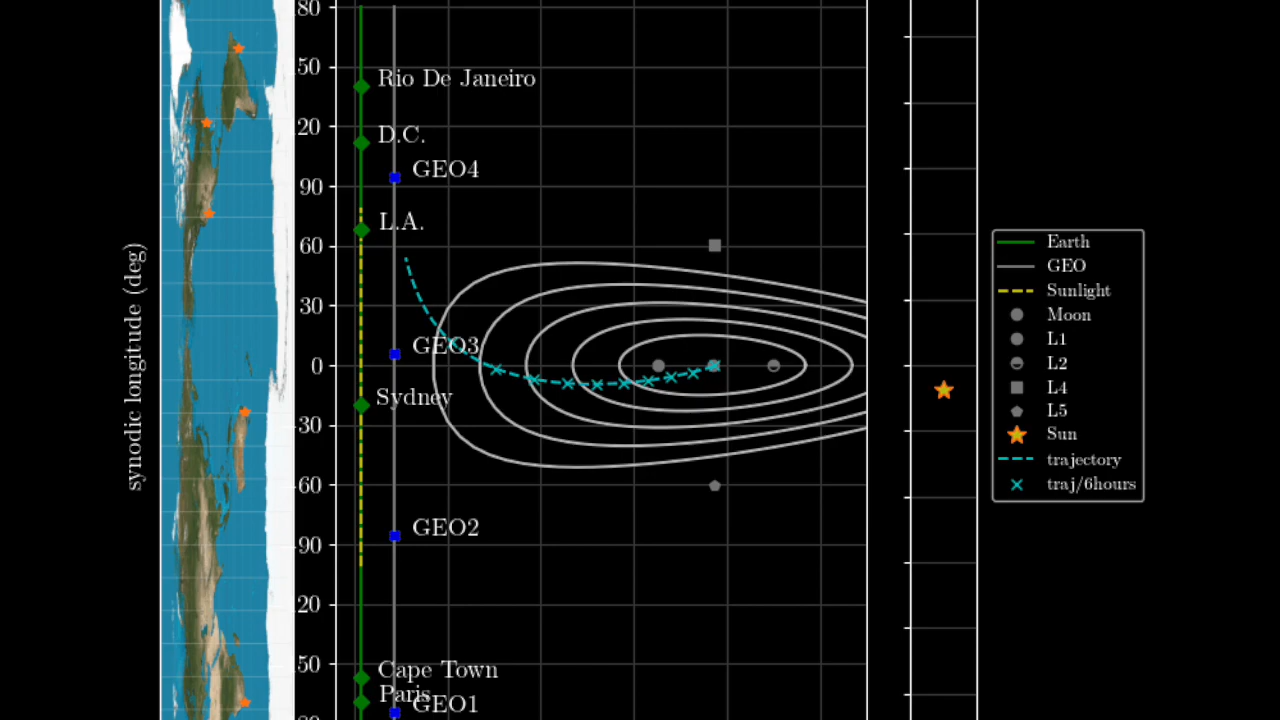 synodic longitude (deg)
80
50
20
90
60
30
0
-30
-60
-90
20
50
Rio De Janeiro
D.C.
GEO4
L.A.
GEO3
Sydney
GEO2
Cape Town
Paris
GEO1
Earth
GEO
Sunlight
Moon
L1
L2
L4
L5
Sun
trajectory
traj/6hours